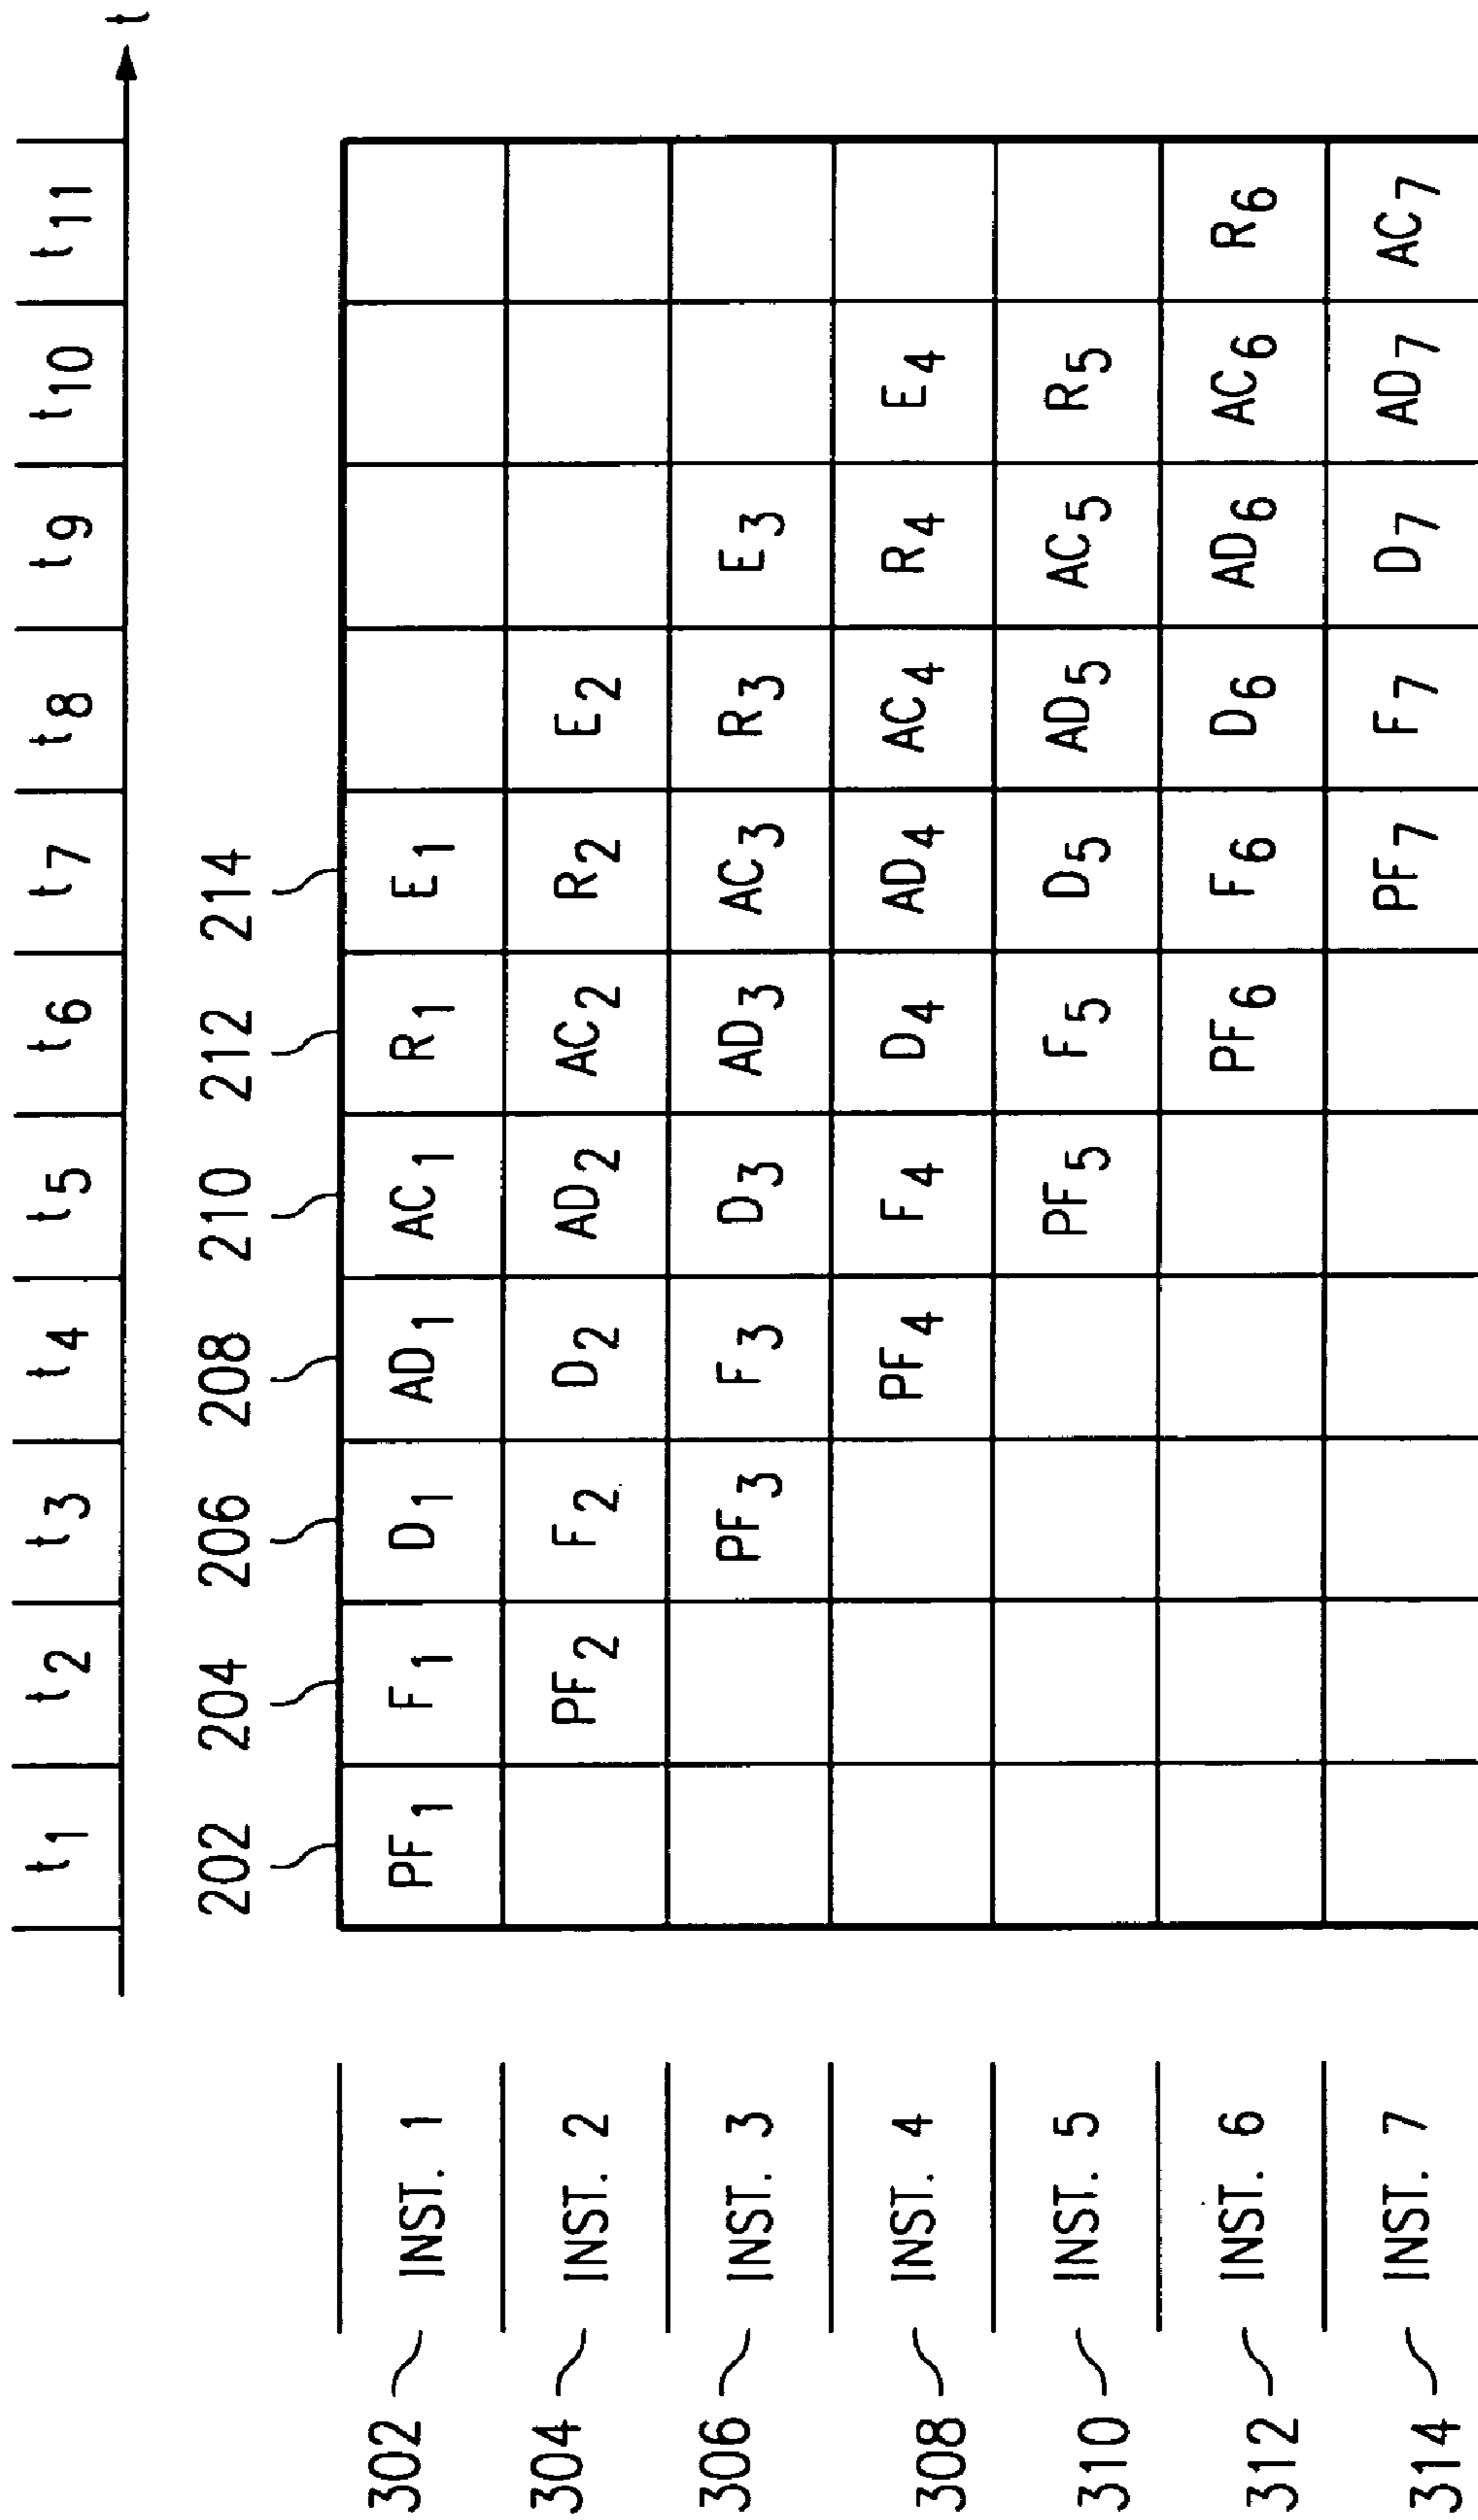 t1 t2 t3 t4 t5 t6 t7 t8 t9 t10 t11 t
202 204 206 208 210 212 214
302 INST. 1 PF1 F1 D1 AD1 AC1 R1 E1
304 INST. 2 PF2 F2 D2 AD2 AC2 R2 E2
306 INST. 3 PF3 F3 D3 AD3 AC3 R3 E3
308 INST. 4 PF4 F4 D4 AD4 AC4 R4 E4
310 INST. 5 PF5 F5 D5 AD5 AC5 R5
312 INST. 6 PF6 F6 D6 AD6 AC6 R6
314 INST. 7 PF7 F7 D7 AD7 AC7